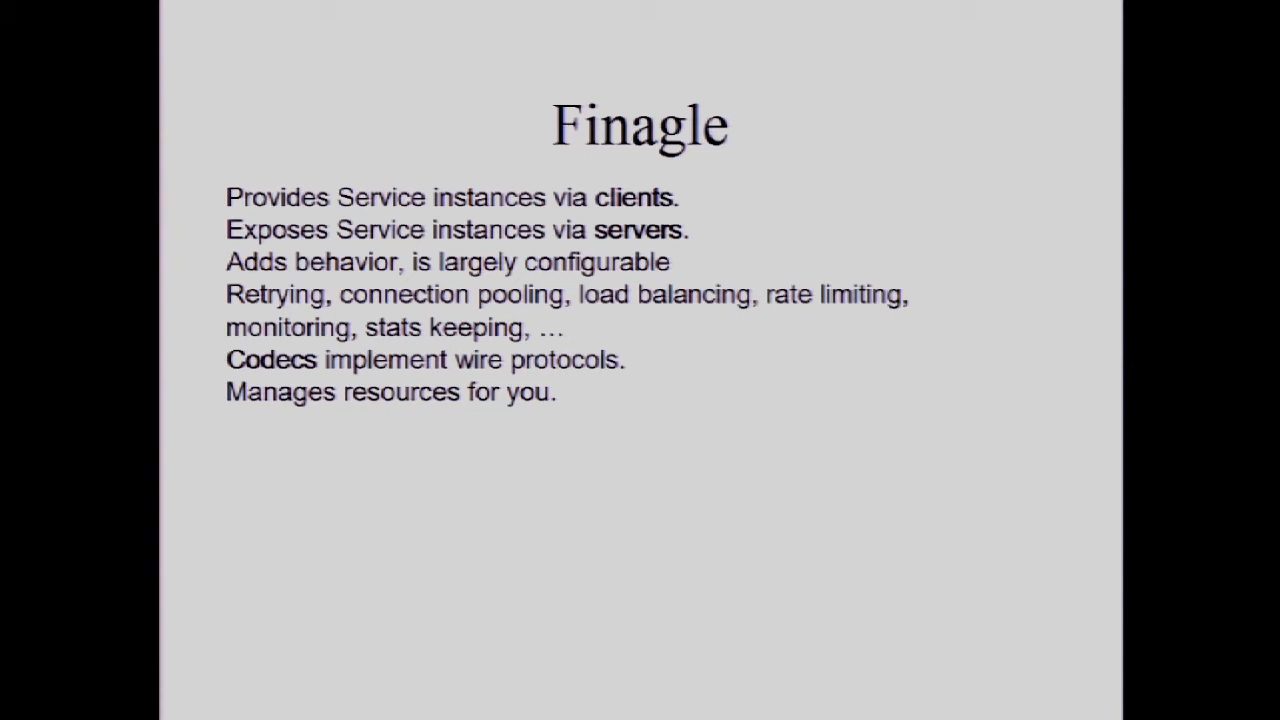 Finagle
Provides Service instances via clients.
Exposes Service instances via servers.
Adds behavior, is largely configurable
Retrying, connection pooling, load balancing, rate limiting,
monitoring, stats keeping, …
Codecs implement wire protocols.
Manages resources for you.